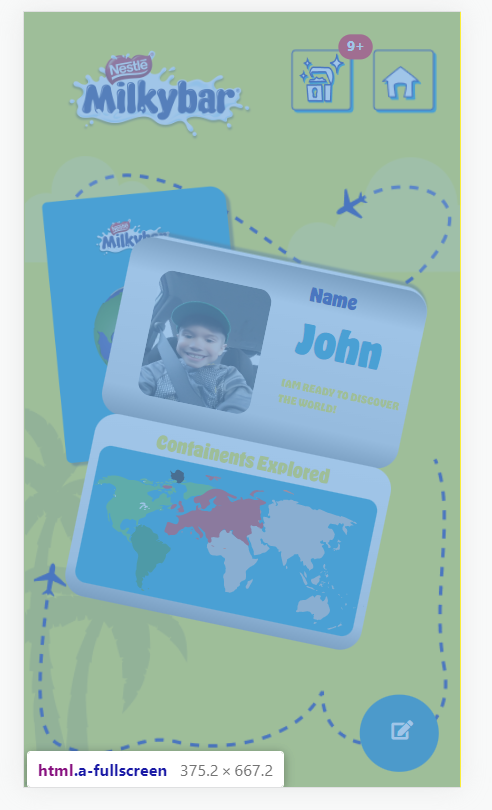 9+
Nestlé
Milkybar
Milkybar
Name
John
I AM READY TO DISCOVER
THE WORLD!
Containents Explored
html.a-fullscreen 375.2 × 667.2